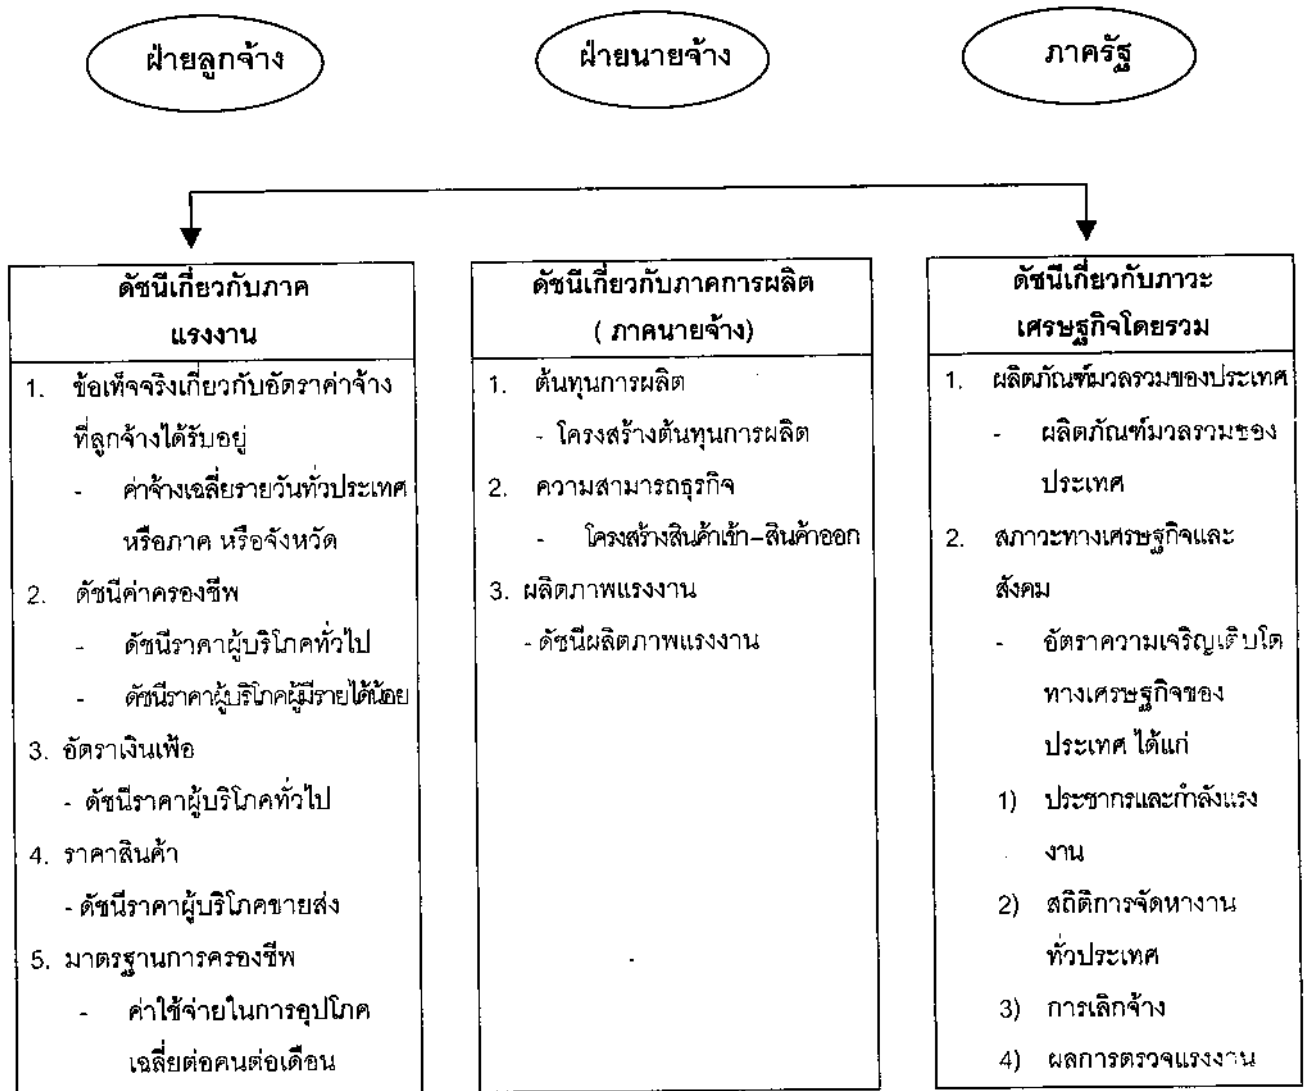 ฝ่ายลูกจ้าง
ฝ่ายนายจ้าง
ภาครัฐ
ดัชนีเกี่ยวกับภาค
แรงงาน
1. ข้อเท็จจริงเกี่ยวกับอัตราค่าจ้าง
ที่ลูกจ้างได้รับอยู่
- ค่าจ้างเฉลี่ยรายวันทั่วประเทศ
หรือภาค หรือจังหวัด
2. ดัชนีค่าครองชีพ
- ดัชนีราคาผู้บริโภคทั่วไป
- ดัชนีราคาผู้บริโภคผู้มีรายได้น้อย
3. อัตราเงินเฟ้อ
- ดัชนีราคาผู้บริโภคทั่วไป
4. ราคาสินค้า
- ดัชนีราคาผู้บริโภคขายส่ง
5. มาตรฐานการครองชีพ
- ค่าใช้จ่ายในการอุปโภค
เฉลี่ยต่อคนต่อเดือน
ดัชนีเกี่ยวกับภาคการผลิต
( ภาคนายจ้าง)
1. ต้นทุนการผลิต
- โครงสร้างต้นทุนการผลิต
2. ความสามารถธุรกิจ
- โครงสร้างสินค้าเข้า–สินค้าออก
3. ผลิตภาพแรงงาน
- ดัชนีผลิตภาพแรงงาน
ดัชนีเกี่ยวกับภาวะ
เศรษฐกิจโดยรวม
1. ผลิตภัณฑ์มวลรวมของประเทศ
- ผลิตภัณฑ์มวลรวมของ
ประเทศ
2. สภาวะทางเศรษฐกิจและ
สังคม
- อัตราความเจริญเติบโต
ทางเศรษฐกิจของ
ประเทศ ได้แก่
1) ประชากรและกำลังแรง
งาน
2) สถิติการจัดหางาน
ทั่วประเทศ
3) การเลิกจ้าง
4) ผลการตรวจแรงงาน